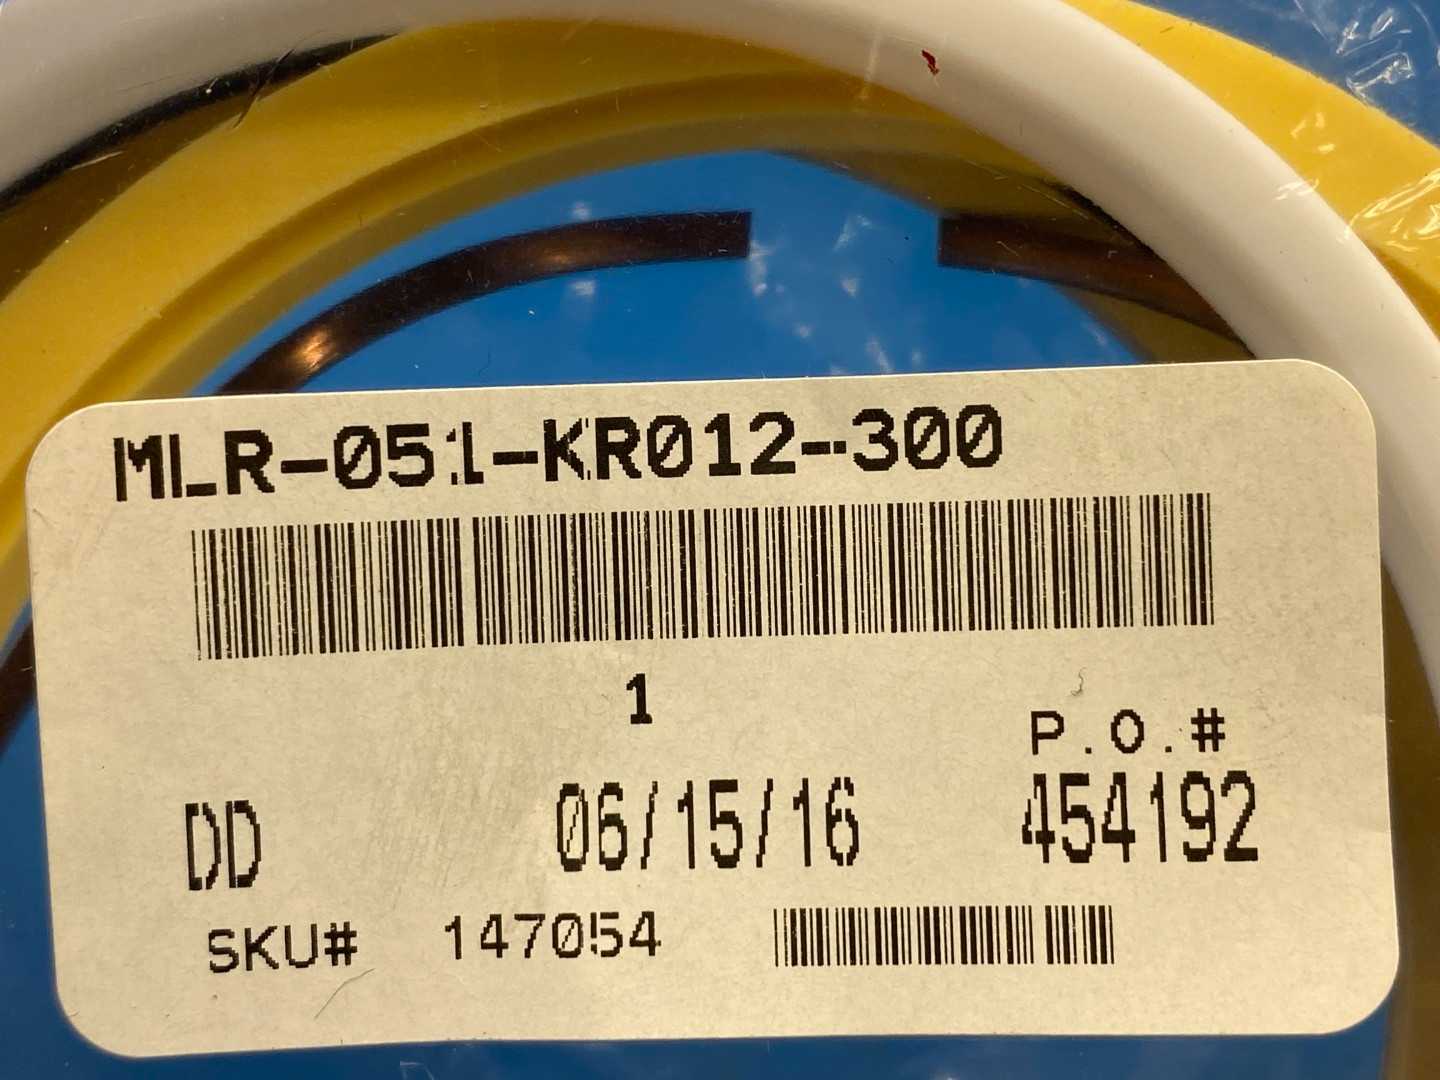 MLR-051-KR012-300
1
P.O.#
DD 06/15/16 454192
SKU# 147054